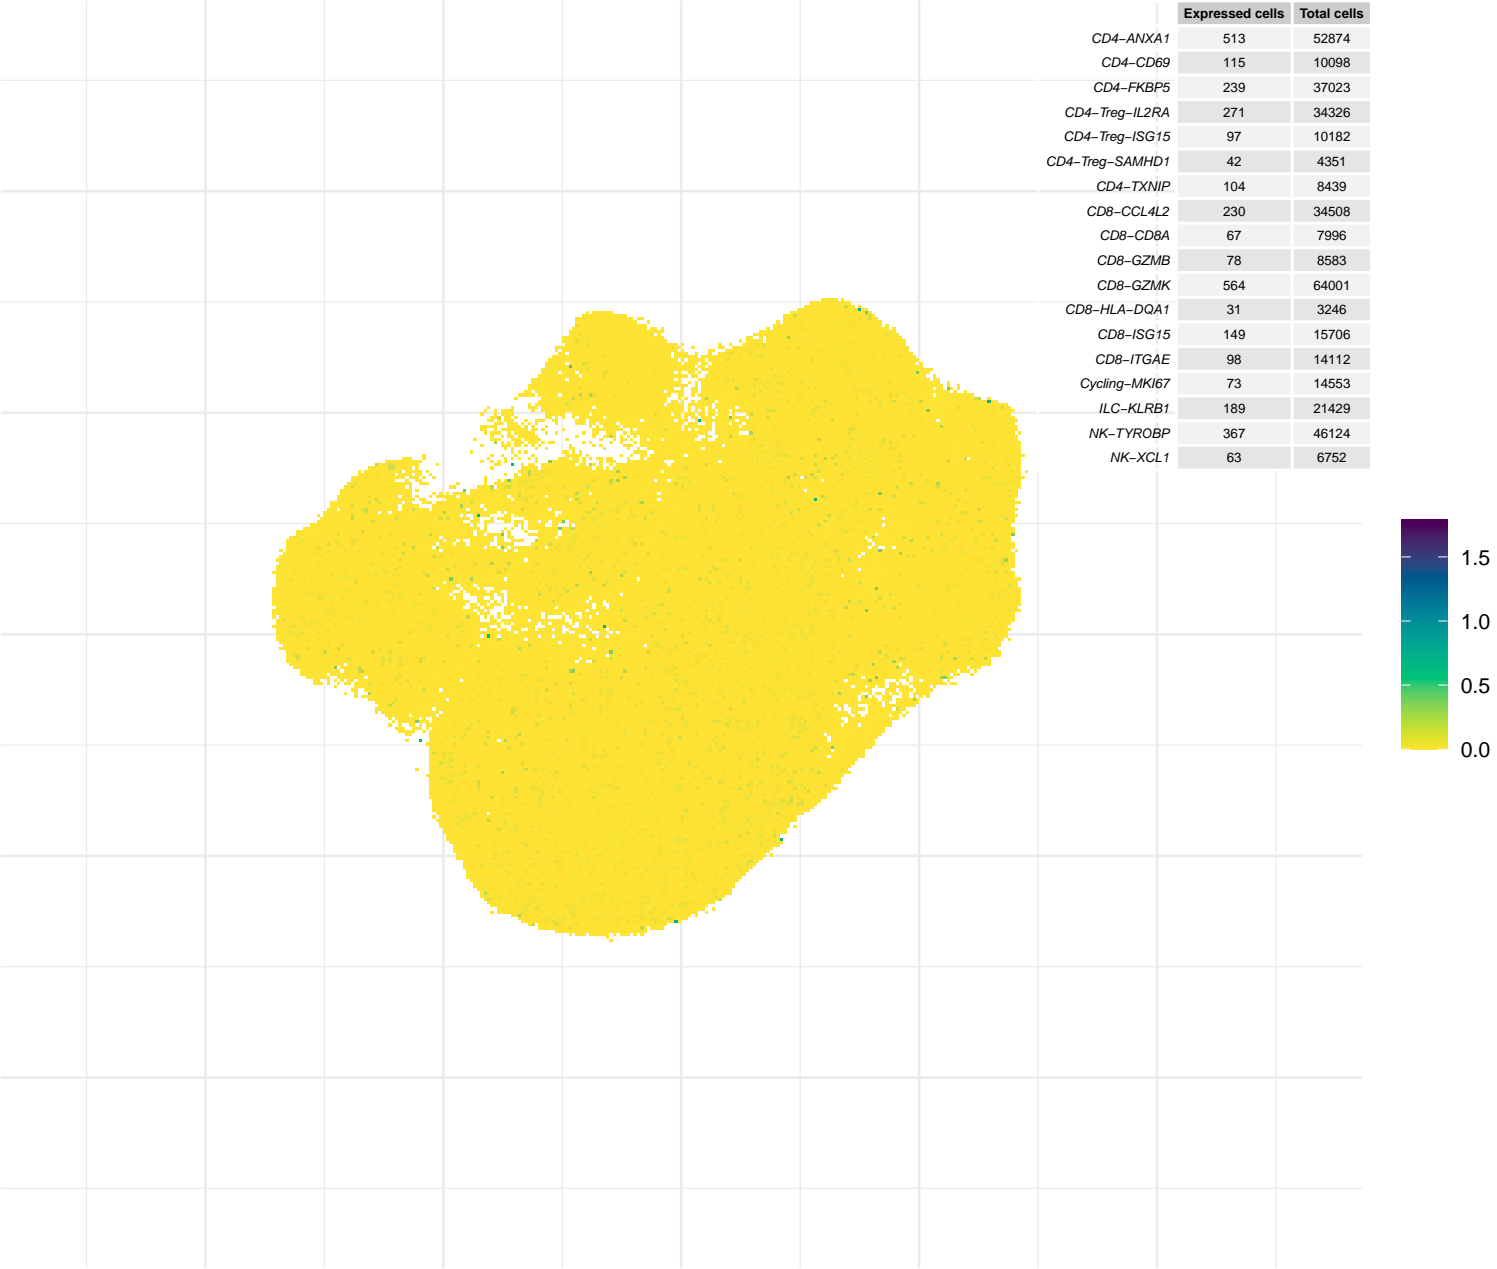 Expressed cells Total cells
CD4−ANXA1 513 52874
CD4−CD69 115 10098
CD4−FKBP5 239 37023
CD4−Treg−IL2RA 271 34326
CD4−Treg−ISG15 97 10182
CD4−Treg−SAMHD1 42 4351
CD4−TXNIP 104 8439
CD8−CCL4L2 230 34508
CD8−CD8A 67 7996
CD8−GZMB 78 8583
CD8−GZMK 564 64001
CD8−HLA−DQA1 31 3246
CD8−ISG15 149 15706
CD8−ITGAE 98 14112
Cycling−MKI67 73 14553
ILC−KLRB1 189 21429
NK−TYROBP 367 46124
NK−XCL1 63 6752
1.5
1.0
0.5
0.0